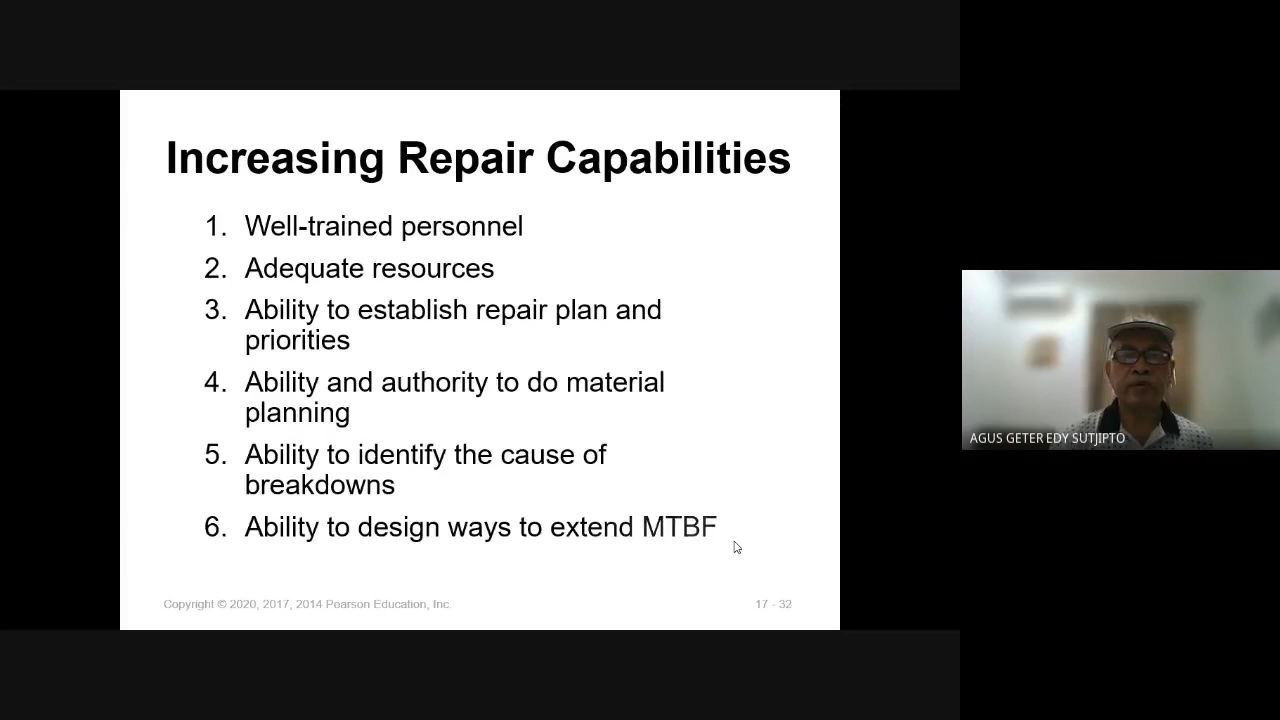 Increasing Repair Capabilities
1. Well-trained personnel
2. Adequate resources
3. Ability to establish repair plan and
priorities
4. Ability and authority to do material
planning
5. Ability to identify the cause of
breakdowns
6. Ability to design ways to extend MTBF
Copyright © 2020, 2017, 2014 Pearson Education, Inc.
17 - 32
AGUS GETER EDY SUTJIPTO